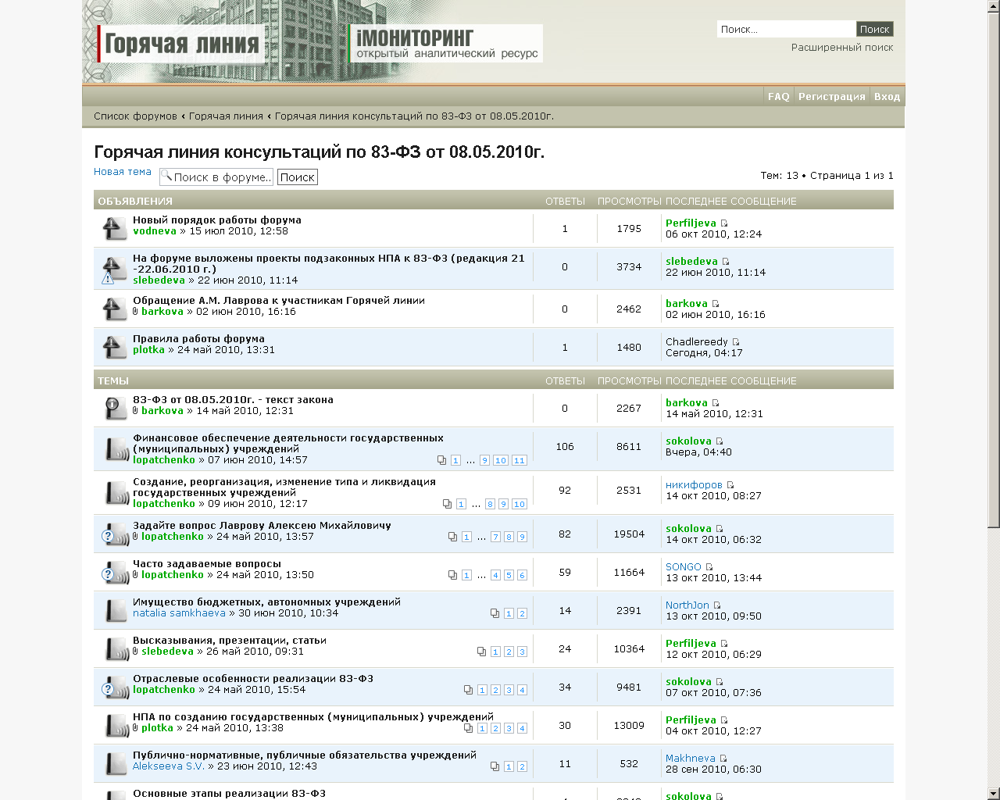 Горячая линия
iМОНИТОРИНГ
открытый аналитический ресурс
Поиск... Поиск
Расширенный поиск
FAQ Регистрация Вход
Список форумов ‹ Горячая линия ‹ Горячая линия консультаций по 83-ФЗ от 08.05.2010г.
Горячая линия консультаций по 83-ФЗ от 08.05.2010г.
Новая тема Поиск в форуме.. Поиск Тем: 13 • Страница 1 из 1
ОБЪЯВЛЕНИЯ ОТВЕТЫ ПРОСМОТРЫ ПОСЛЕДНЕЕ СООБЩЕНИЕ
Новый порядок работы форума
vodneva » 15 июл 2010, 12:58
1 1795
Perfiljeva
06 окт 2010, 12:24
На форуме выложены проекты подзаконных НПА к 83-ФЗ (редакция 21
-22.06.2010 г.)
slebedeva » 22 июн 2010, 11:14
0 3734
slebedeva
22 июн 2010, 11:14
Обращение А.М. Лаврова к участникам Горячей линии
barkova » 02 июн 2010, 16:16
0 2462
barkova
02 июн 2010, 16:16
Правила работы форума
plotka » 24 май 2010, 13:31
1 1480
Chadlereedy
Сегодня, 04:17
ТЕМЫ ОТВЕТЫ ПРОСМОТРЫ ПОСЛЕДНЕЕ СООБЩЕНИЕ
83-ФЗ от 08.05.2010г. - текст закона
barkova » 14 май 2010, 12:31
0 2267
barkova
14 май 2010, 12:31
Финансовое обеспечение деятельности государственных
(муниципальных) учреждений
lopatchenko » 07 июн 2010, 14:57 1 ... 9 10 11
106 8611
sokolova
Вчера, 04:40
Создание, реорганизация, изменение типа и ликвидация
государственных учреждений
lopatchenko » 09 июн 2010, 12:17 1 ... 8 9 10
92 2531
никифоров
14 окт 2010, 08:27
Задайте вопрос Лаврову Алексею Михайловичу
lopatchenko » 24 май 2010, 13:57 1 ... 7 8 9
82 19504
sokolova
14 окт 2010, 06:32
Часто задаваемые вопросы
lopatchenko » 24 май 2010, 13:50 1 ... 4 5 6
59 11664
SONGO
13 окт 2010, 13:44
Имущество бюджетных, автономных учреждений
natalia samkhaeva » 30 июн 2010, 10:34 1 2
14 2391
NorthJon
13 окт 2010, 09:50
Высказывания, презентации, статьи
slebedeva » 26 май 2010, 09:31 1 2 3
24 10364
Perfiljeva
12 окт 2010, 06:29
Отраслевые особенности реализации 83-ФЗ
lopatchenko » 24 май 2010, 15:54 1 2 3 4
34 9481
sokolova
07 окт 2010, 07:36
НПА по созданию государственных (муниципальных) учреждений
plotka » 24 май 2010, 13:38 1 2 3 4
30 13009
Perfiljeva
04 окт 2010, 12:27
Публично-нормативные, публичные обязательства учреждений
Alekseeva S.V. » 23 июн 2010, 12:43 1 2
11 532
Makhneva
28 сен 2010, 06:30
Основные этапы реализации 83-ФЗ
sokolova